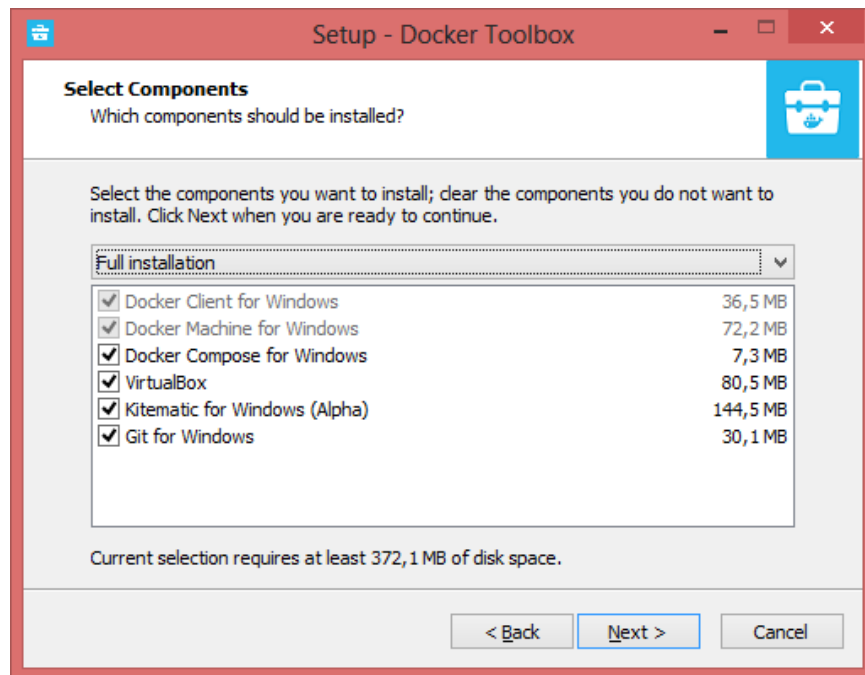 Setup - Docker Toolbox
Select Components
Which components should be installed?
Select the components you want to install; clear the components you do not want to
install. Click Next when you are ready to continue.
Full installation
Docker Client for Windows 36,5 MB
Docker Machine for Windows 72,2 MB
Docker Compose for Windows 7,3 MB
VirtualBox 80,5 MB
Kitematic for Windows (Alpha) 144,5 MB
Git for Windows 30,1 MB
Current selection requires at least 372,1 MB of disk space.
< Back Next > Cancel